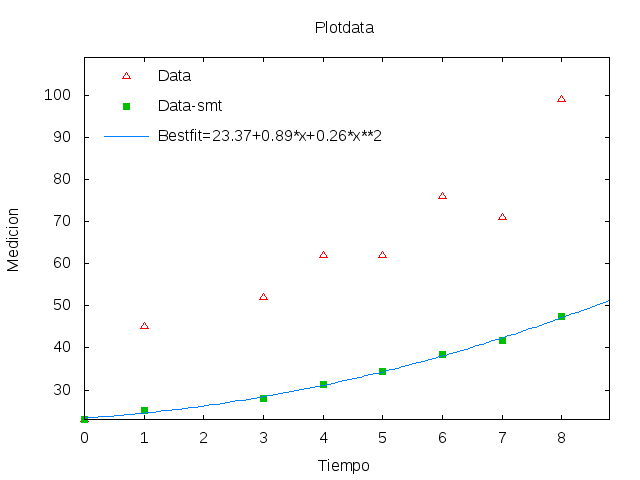 Plotdata
Data
Data-smt
Bestfit=23.37+0.89*x+0.26*x**2
100
90
80
70
60
50
40
30
Medicion
0 1 2 3 4 5 6 7 8
Tiempo